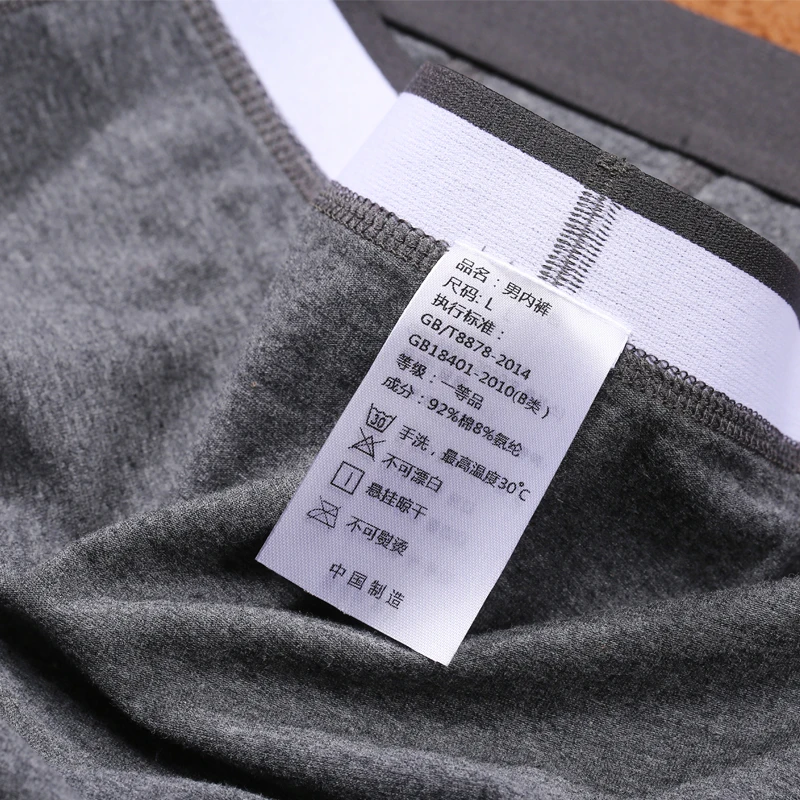 品名：男内裤
尺码: L
执行标准：
GB/T8878-2014
GB18401-2010(B类)
等级：一等品
成分：92%棉8%氨纶
30 手洗，最高温度30℃
不可漂白
悬挂晾干
不可熨烫
中国制造